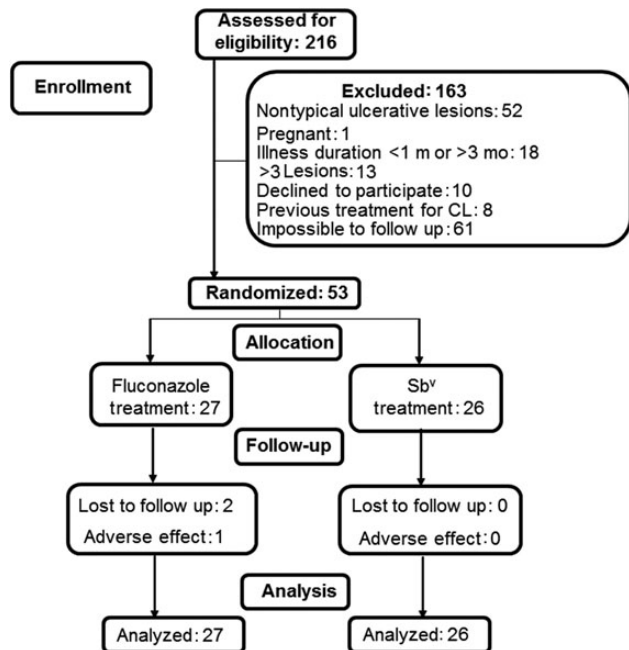 Assessed for
eligibility: 216
Enrollment
Excluded: 163
Nontypical ulcerative lesions: 52
Pregnant: 1
Illness duration <1 m or >3 mo: 18
>3 Lesions: 13
Declined to participate: 10
Previous treatment for CL: 8
Impossible to follow up: 61
Randomized: 53
Allocation
Fluconazole
treatment: 27
Sbᵛ
treatment: 26
Follow-up
Lost to follow up: 2
Adverse effect: 1
Lost to follow up: 0
Adverse effect: 0
Analysis
Analyzed: 27
Analyzed: 26